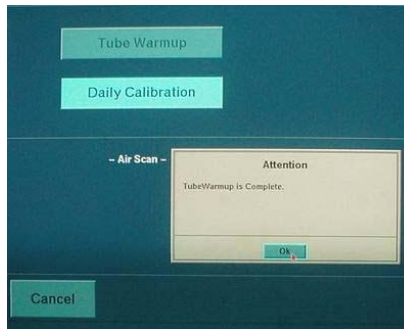 Tube Warmup
Daily Calibration
– Air Scan –
Attention
TubeWarmup is Complete.
Ok
Cancel